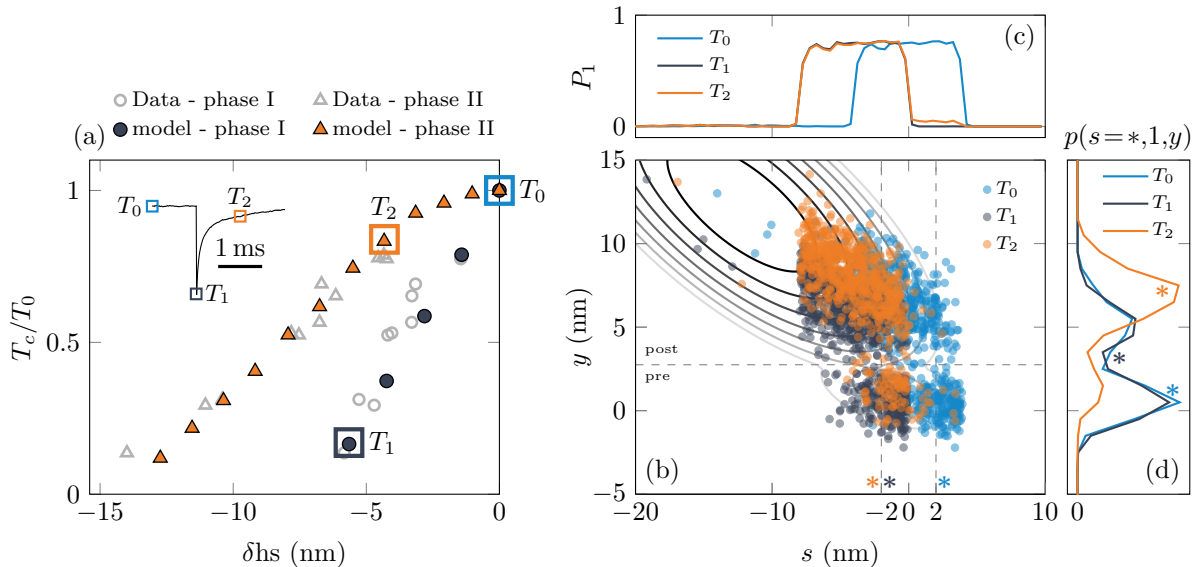 Data - phase I
Data - phase II
model - phase I
model - phase II
(a)
T_c/T_0
1
0.5
0
−15
−10
−5
0
δhs (nm)
T_0
T_2
T_1
1 ms
T_0
T_2
T_1
(c)
P_1
1
0
T_0
T_1
T_2
y (nm)
15
10
5
0
−5
T_0
T_1
T_2
post
pre
(b)
* * *
−20
−10
−2
0
2
10
s (nm)
p(s=*,1,y)
T_0
T_1
T_2
*
*
*
(d)
0